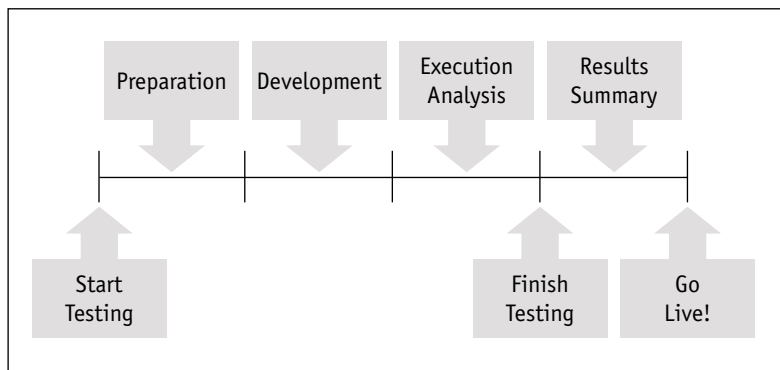 Preparation
Development
Execution
Analysis
Results
Summary
Start
Testing
Finish
Testing
Go
Live!